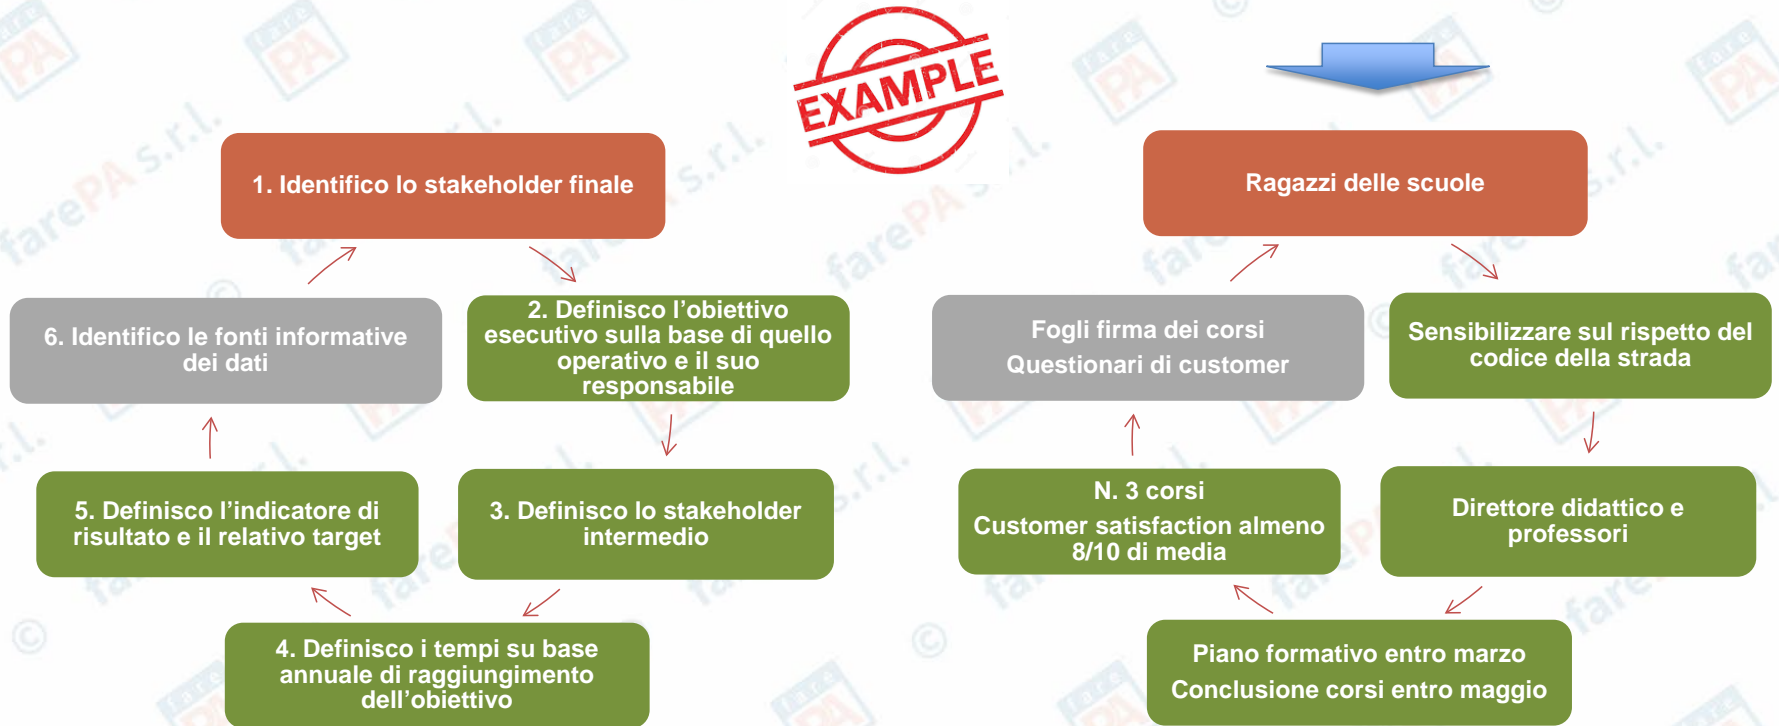 EXAMPLE
1. Identifico lo stakeholder finale
2. Definisco l’obiettivo
esecutivo sulla base di quello
operativo e il suo
responsabile
3. Definisco lo stakeholder
intermedio
4. Definisco i tempi su base
annuale di raggiungimento
dell’obiettivo
5. Definisco l’indicatore di
risultato e il relativo target
6. Identifico le fonti informative
dei dati
Ragazzi delle scuole
Sensibilizzare sul rispetto del
codice della strada
Direttore didattico e
professori
Piano formativo entro marzo
Conclusione corsi entro maggio
N. 3 corsi
Customer satisfaction almeno
8/10 di media
Fogli firma dei corsi
Questionari di customer
© farePA s.r.l.